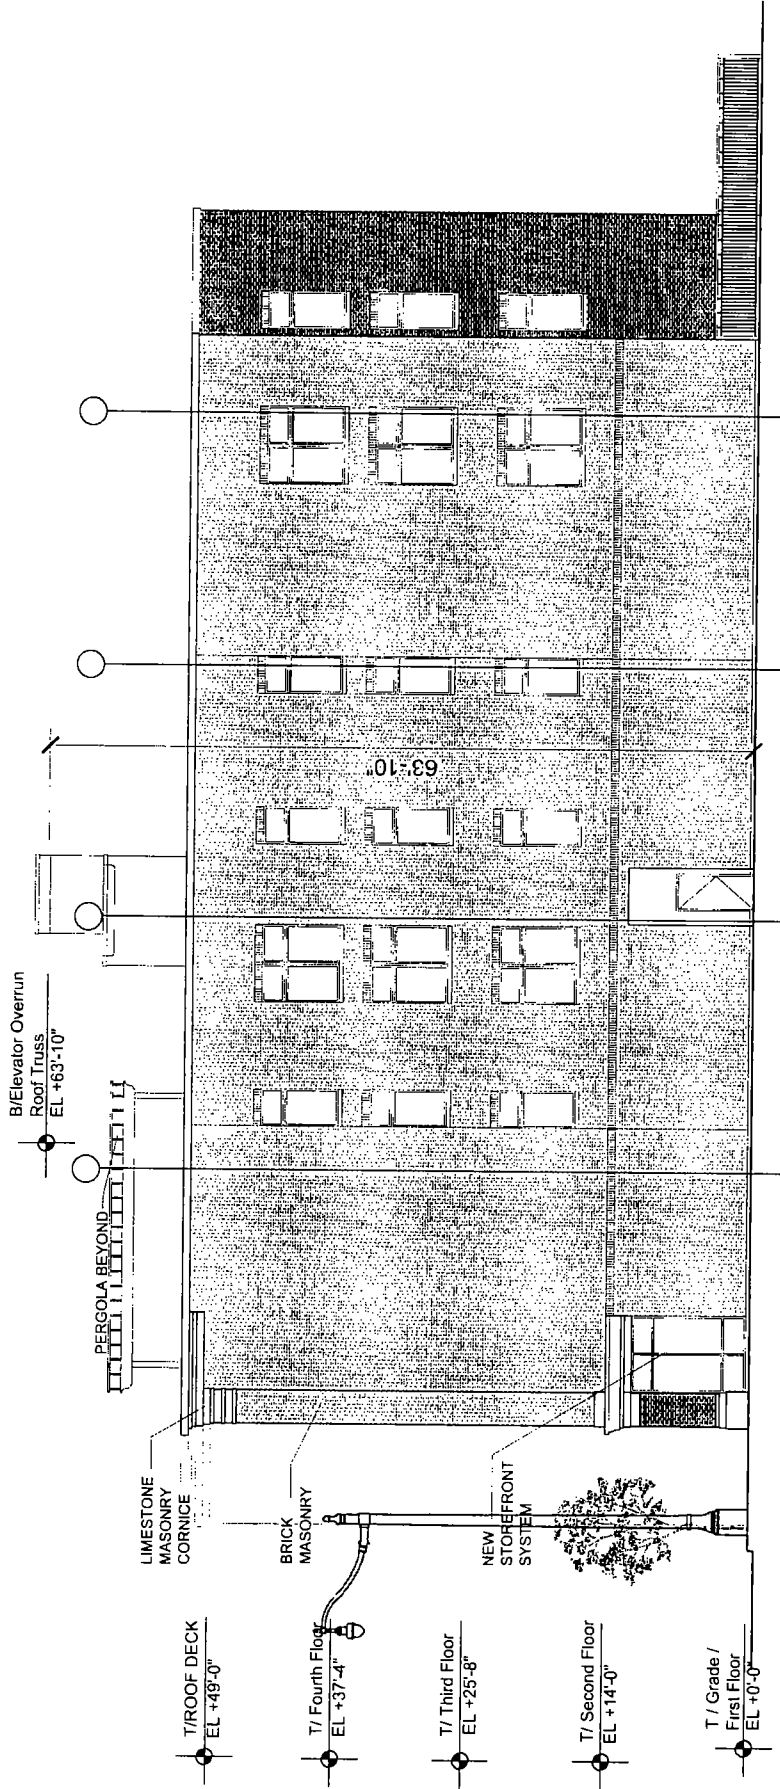 B/Elevator Overrun
Roof Truss
EL +63'-10"
PERGOLA BEYOND
LIMESTONE
MASONRY
CORNICE
BRICK
MASONRY
NEW
STOREFRONT
SYSTEM
63'-10"
T/ROOF DECK
EL +49'-0"
T/ Fourth Floor
EL +37'-4"
T/ Third Floor
EL +25'-8"
T/ Second Floor
EL +14'-0"
T / Grade /
First Floor
EL +0'-0"